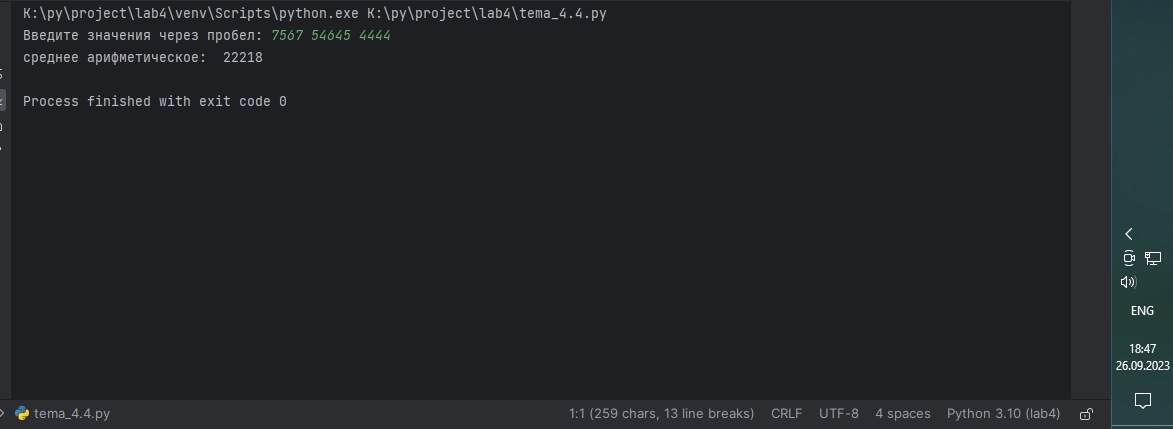 K:\py\project\lab4\venv\Scripts\python.exe K:\py\project\lab4\tema_4.4.py
Введите значения через пробел: 7567 54645 4444
среднее арифметическое:  22218
Process finished with exit code 0
ENG
18:47
26.09.2023
tema_4.4.py
1:1 (259 chars, 13 line breaks) CRLF UTF-8 4 spaces Python 3.10 (lab4)